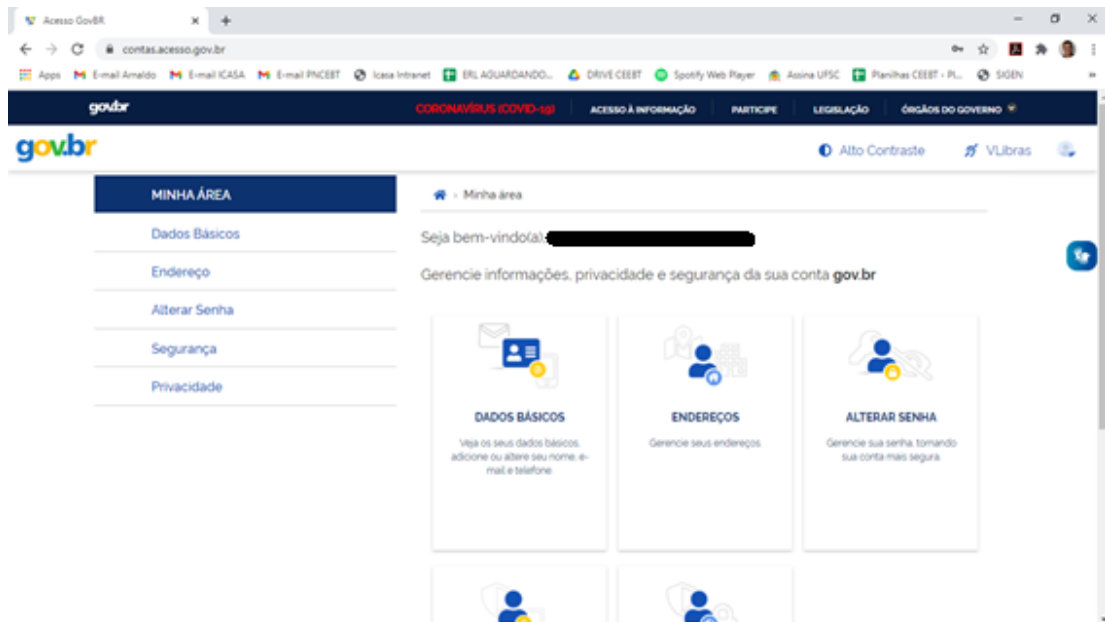 Acesso GovBR
contas.acesso.gov.br
Apps E-mail Arnaldo E-mail ICASA E-mail PNCEBT Icasa Intranet ERL AGUARDANDO... DRIVE CEEBT Spotify Web Player Assina UFSC Planilhas CEEBT - Pl... SIGEN
gov.br CORONAVÍRUS (COVID-19) ACESSO À INFORMAÇÃO PARTICIPE LEGISLAÇÃO ÓRGÃOS DO GOVERNO
gov.br Alto Contraste VLibras
MINHA ÁREA
Dados Básicos
Endereço
Alterar Senha
Segurança
Privacidade
Minha área
Seja bem-vindo(a),
Gerencie informações, privacidade e segurança da sua conta gov.br
DADOS BÁSICOS
Veja os seus dados básicos,
adicione ou altere seu nome, e-
mail e telefone.
ENDEREÇOS
Gerencie seus endereços.
ALTERAR SENHA
Gerencie sua senha, tornando
sua conta mais segura.